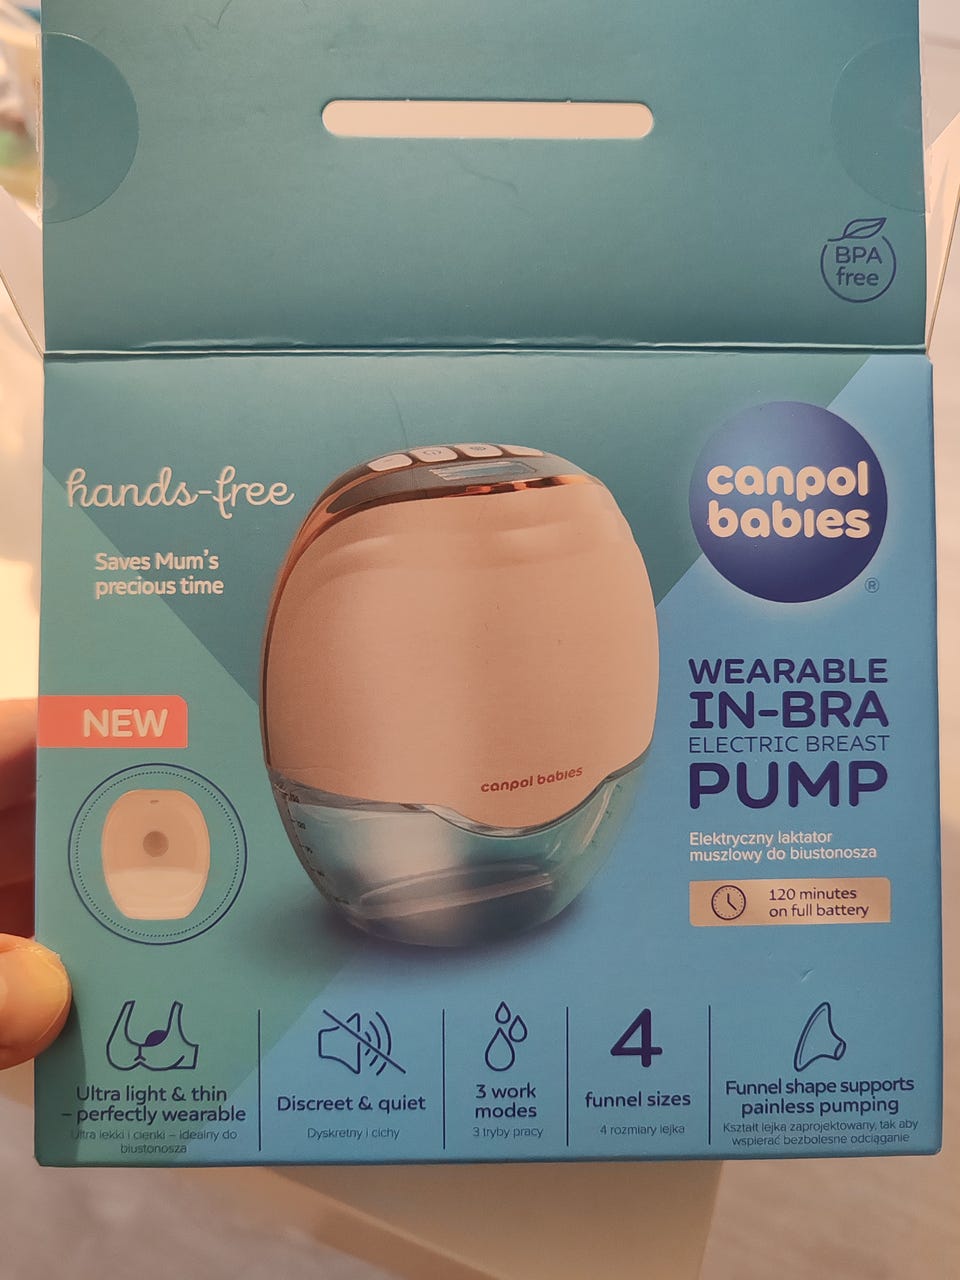 BPA
free
hands-free
Saves Mum's
precious time
canpol
babies
®
NEW
canpol babies
WEARABLE
IN-BRA
ELECTRIC BREAST
PUMP
Elektryczny laktator
muszlowy do biustonosza
120 minutes
on full battery
Ultra light & thin
– perfectly wearable
Ultra lekki i cienki – idealny do
biustonosza
Discreet & quiet
Dyskretny i cichy
3 work
modes
3 tryby pracy
4
funnel sizes
4 rozmiary lejka
Funnel shape supports
painless pumping
Kształt lejka zaprojektowany, tak aby
wspierać bezbolesne odciąganie